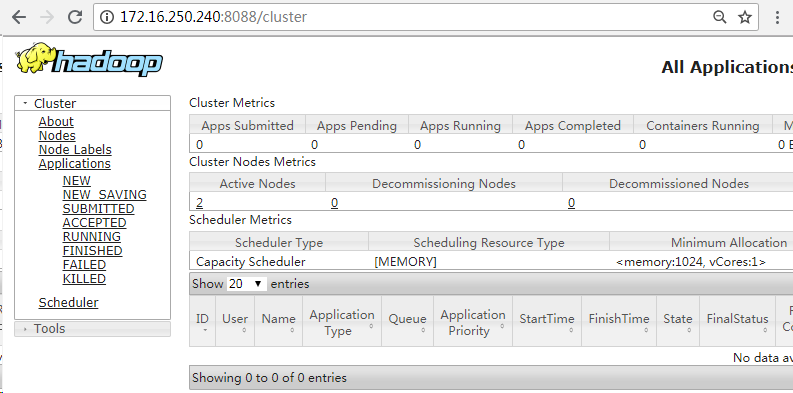 172.16.250.240:8088/cluster
hadoop
All Applications
Cluster
About
Nodes
Node Labels
Applications
NEW
NEW_SAVING
SUBMITTED
ACCEPTED
RUNNING
FINISHED
FAILED
KILLED
Scheduler
Tools
Cluster Metrics
Apps Submitted Apps Pending Apps Running Apps Completed Containers Running
0 0 0 0 0 0
Cluster Nodes Metrics
Active Nodes Decommissioning Nodes Decommissioned Nodes
2 0 0
Scheduler Metrics
Scheduler Type Scheduling Resource Type Minimum Allocation
Capacity Scheduler [MEMORY] <memory:1024, vCores:1>
Show 20 entries
ID User Name Application Type Queue Application Priority StartTime FinishTime State FinalStatus
No data
Showing 0 to 0 of 0 entries